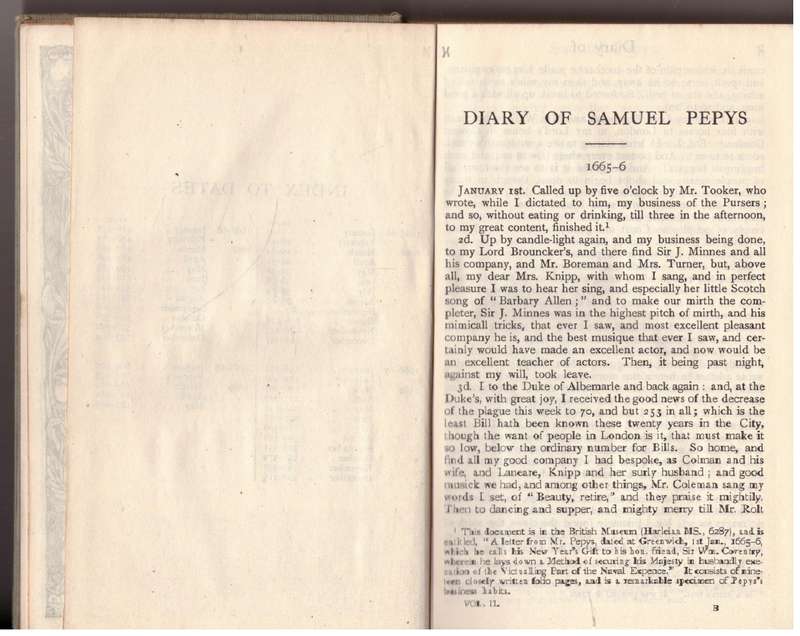 DIARY OF SAMUEL PEPYS
1665-6
JANUARY 1st. Called up by five o'clock by Mr. Tooker, who
wrote, while I dictated to him, my business of the Pursers ;
and so, without eating or drinking, till three in the afternoon,
to my great content, finished it.¹
2d. Up by candle-light again, and my business being done,
to my Lord Brouncker's, and there find Sir J. Minnes and all
his company, and Mr. Boreman and Mrs. Turner, but, above
all, my dear Mrs. Knipp, with whom I sang, and in perfect
pleasure I was to hear her sing, and especially her little Scotch
song of " Barbary Allen ; " and to make our mirth the com-
pleter, Sir J. Minnes was in the highest pitch of mirth, and his
mimicall tricks, that ever I saw, and most excellent pleasant
company he is, and the best musique that ever I saw, and cer-
tainly would have made an excellent actor, and now would be
an excellent teacher of actors. Then, it being past night,
against my will, took leave.
3d. I to the Duke of Albemarle and back again : and, at the
Duke's, with great joy, I received the good news of the decrease
of the plague this week to 70, and but 253 in all ; which is the
least Bill hath been known these twenty years in the City,
though the want of people in London is it, that must make it
so low, below the ordinary number for Bills. So home, and
find all my good company I had bespoke, as Colman and his
wife, and Laneare, Knipp and her surly husband ; and good
musick we had, and among other things, Mr. Coleman sang my
words I set, of " Beauty, retire," and they praise it mightily.
Then to dancing and supper, and mighty merry till Mr. Rolt
¹ This document is in the British Museum (Harleian MS., 6287), and is
entitled, " A letter from Mr. Pepys, dated at Greenwich, 1st Jan., 1665-6,
which he calls his New Year's Gift to his hon. friend, Sir Wm. Coventry,
wherein he lays down a Method of securing his Majesty in husbandly exe-
cution of the Victualling Part of the Naval Expence." It consists of nine-
teen closely written folio pages, and is a remarkable specimen of Pepys's
business habits.
VOL. II.
B
INDEX TO DATES
Diary of
8